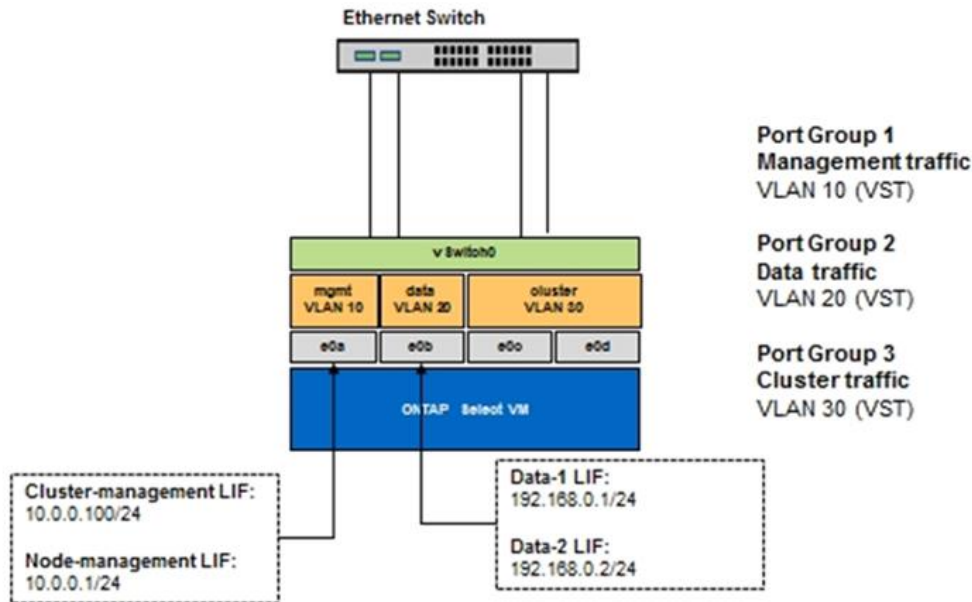 Ethernet Switch
Port Group 1
Management traffic
VLAN 10 (VST)
Port Group 2
Data traffic
VLAN 20 (VST)
Port Group 3
Cluster traffic
VLAN 30 (VST)
vSwitch0
mgmt
VLAN 10
data
VLAN 20
cluster
VLAN 30
e0a
e0b
e0c
e0d
ONTAP Select VM
Cluster-management LIF:
10.0.0.100/24
Node-management LIF:
10.0.0.1/24
Data-1 LIF:
192.168.0.1/24
Data-2 LIF:
192.168.0.2/24